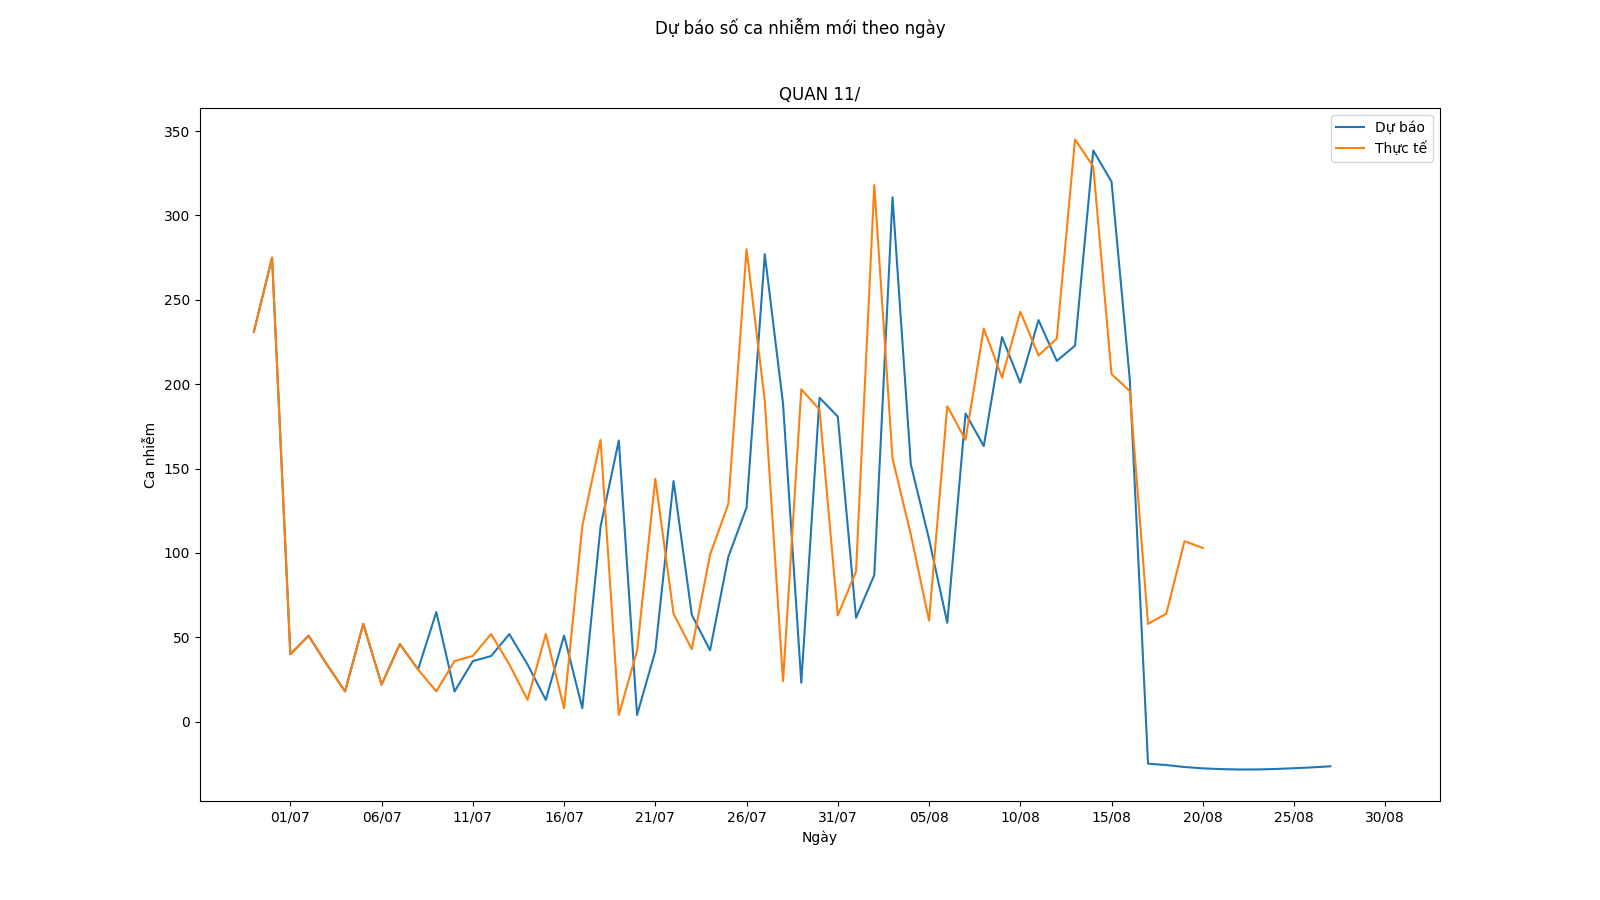 Dự báo số ca nhiễm mới theo ngày
QUAN 11/
Dự báo
Thực tế
350
300
250
200
150
100
50
0
Ca nhiễm
01/07 06/07 11/07 16/07 21/07 26/07 31/07 05/08 10/08 15/08 20/08 25/08 30/08
Ngày